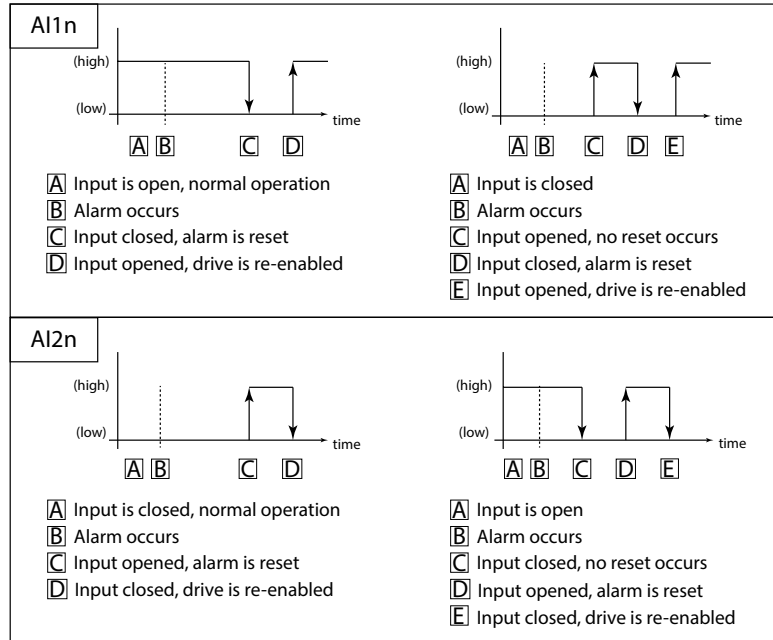 AI1n
(high)
(low)
time
A B C D
A Input is open, normal operation
B Alarm occurs
C Input closed, alarm is reset
D Input opened, drive is re-enabled
(high)
(low)
time
A B C D E
A Input is closed
B Alarm occurs
C Input opened, no reset occurs
D Input closed, alarm is reset
E Input opened, drive is re-enabled
AI2n
(high)
(low)
time
A B C D
A Input is closed, normal operation
B Alarm occurs
C Input opened, alarm is reset
D Input closed, drive is re-enabled
(high)
(low)
time
A B C D E
A Input is open
B Alarm occurs
C Input closed, no reset occurs
D Input opened, alarm is reset
E Input closed, drive is re-enabled